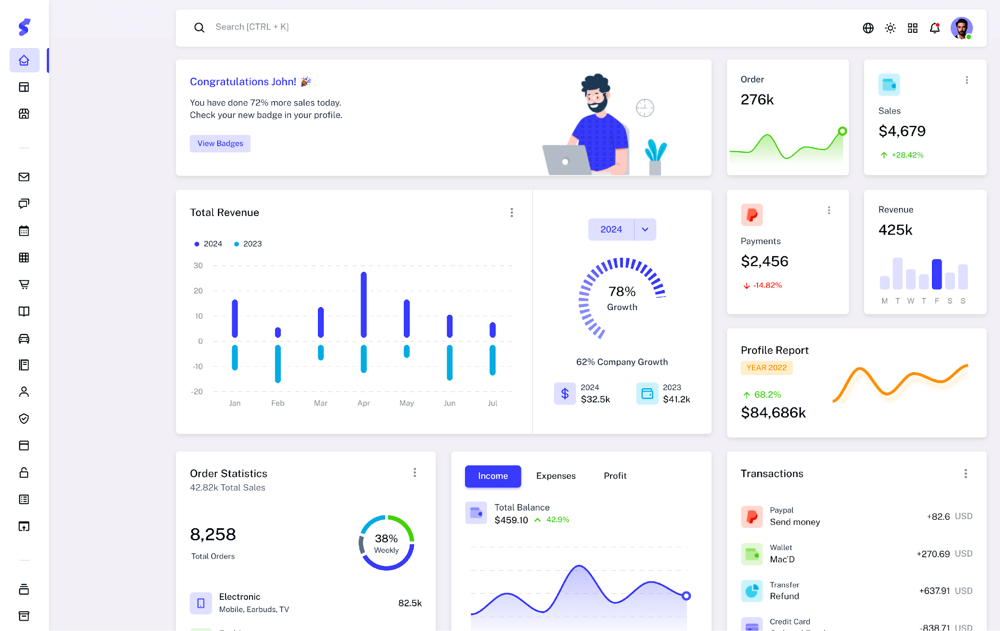 Search [CTRL + K]
Congratulations John! 🎉
You have done 72% more sales today.
Check your new badge in your profile.
View Badges
Order
276k
Sales
$4,679
+28.42%
Total Revenue
2024
2023
30
20
10
0
-10
-20
Jan Feb Mar Apr May Jun Jul
2024
78%
Growth
62% Company Growth
2024
$32.5k
2023
$41.2k
Payments
$2,456
-14.82%
Revenue
425k
M T W T F S S
Profile Report
YEAR 2022
68.2%
$84,686k
Order Statistics
42.82k Total Sales
8,258
Total Orders
38%
Weekly
Electronic
Mobile, Earbuds, TV
82.5k
Income Expenses Profit
Total Balance
$459.10 42.9%
Transactions
Paypal
Send money
+82.6 USD
Wallet
Mac'D
+270.69 USD
Transfer
Refund
+637.91 USD
Credit Card
-838.71 USD